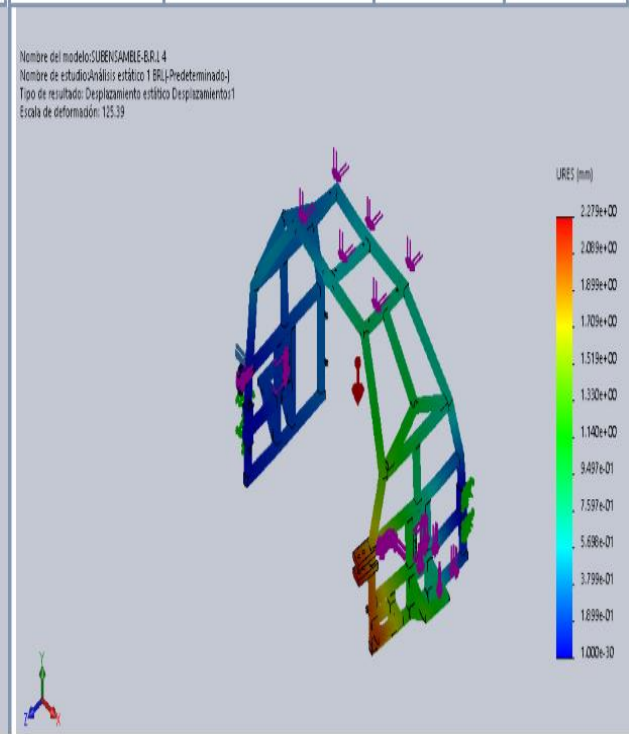 Nombre del modelo:SUBENSAMBLE-B.R.L 4
Nombre de estudio:Análisis estático 1 BRL(-Predeterminado-)
Tipo de resultado: Desplazamiento estático Desplazamientos1
Escala de deformación: 125.39
URES (mm)
2.279e+00
2.089e+00
1.899e+00
1.709e+00
1.519e+00
1.330e+00
1.140e+00
9.497e-01
7.597e-01
5.698e-01
3.799e-01
1.899e-01
1.000e-30
Y
Z
X